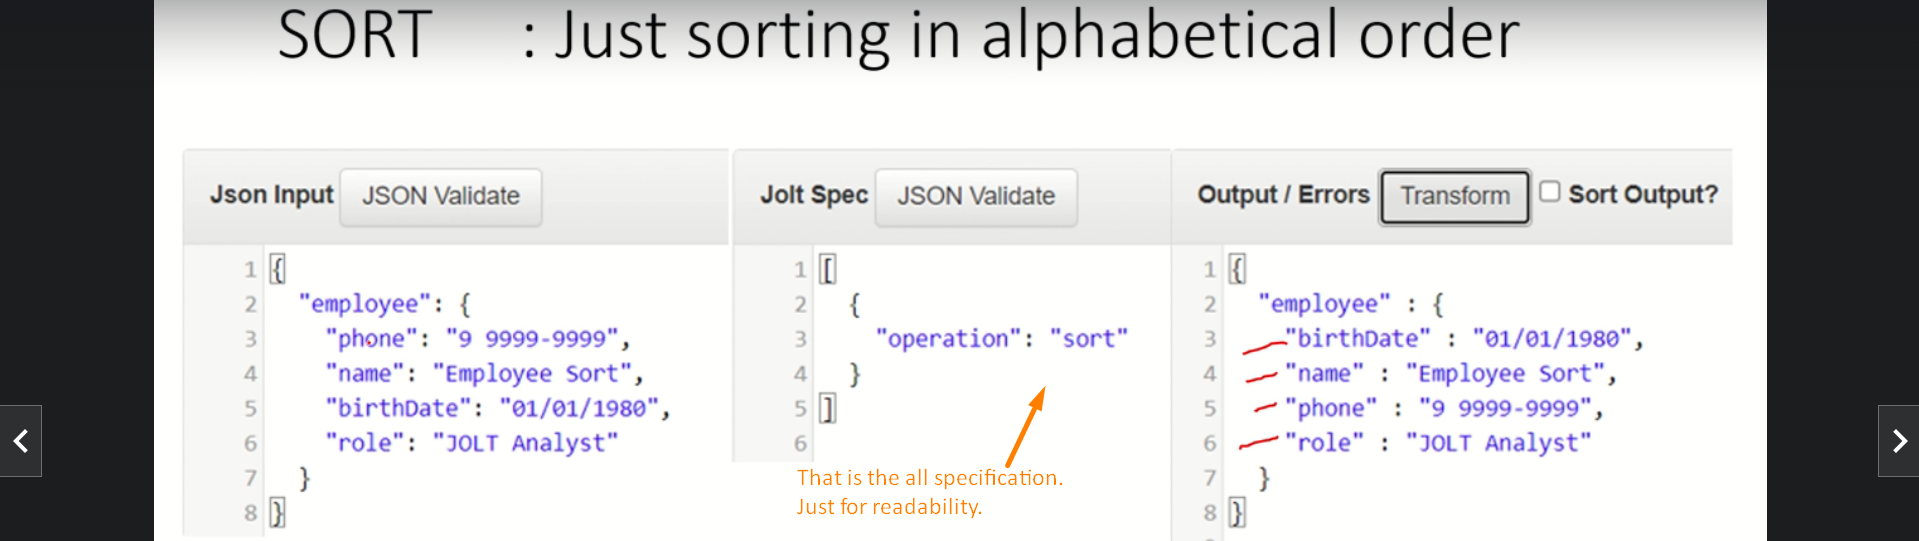 SORT : Just sorting in alphabetical order
Json Input JSON Validate
1 {
2 "employee": {
3 "phone": "9 9999-9999",
4 "name": "Employee Sort",
5 "birthDate": "01/01/1980",
6 "role": "JOLT Analyst"
7 }
8 }
Jolt Spec JSON Validate
1 [
2 {
3 "operation": "sort"
4 }
5 ]
6
That is the all specification.
Just for readability.
Output / Errors Transform Sort Output?
1 {
2 "employee" : {
3 "birthDate" : "01/01/1980",
4 "name" : "Employee Sort",
5 "phone" : "9 9999-9999",
6 "role" : "JOLT Analyst"
7 }
8 }